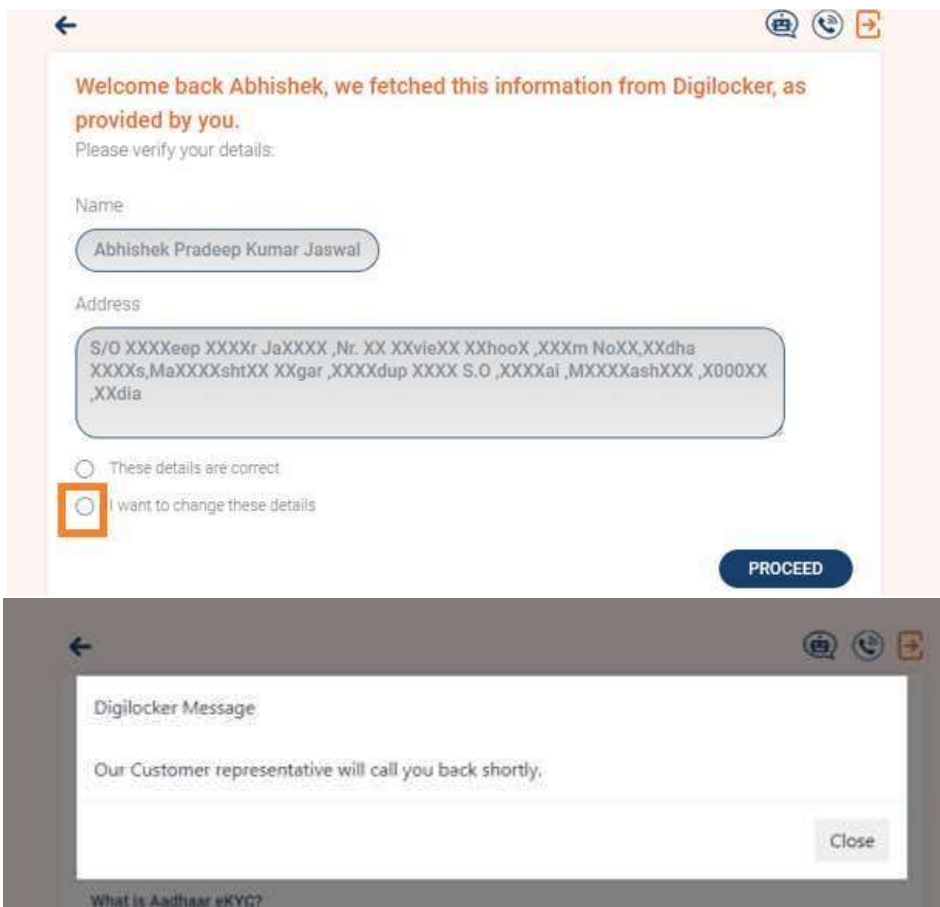 Welcome back Abhishek, we fetched this information from Digilocker, as
provided by you.
Please verify your details:
Name
Abhishek Pradeep Kumar Jaswal
Address
S/O XXXXeep XXXXr JaXXXX ,Nr. XX XXvieXX XXhooX ,XXXm NoXX,XXdha
XXXXs,MaXXXXshtXX XXgar ,XXXXdup XXXX S.O ,XXXXai ,MXXXXashXXX ,X000XX
,XXdia
These details are correct
I want to change these details
PROCEED
Digilocker Message
Our Customer representative will call you back shortly.
Close
What is Aadhaar eKYC?